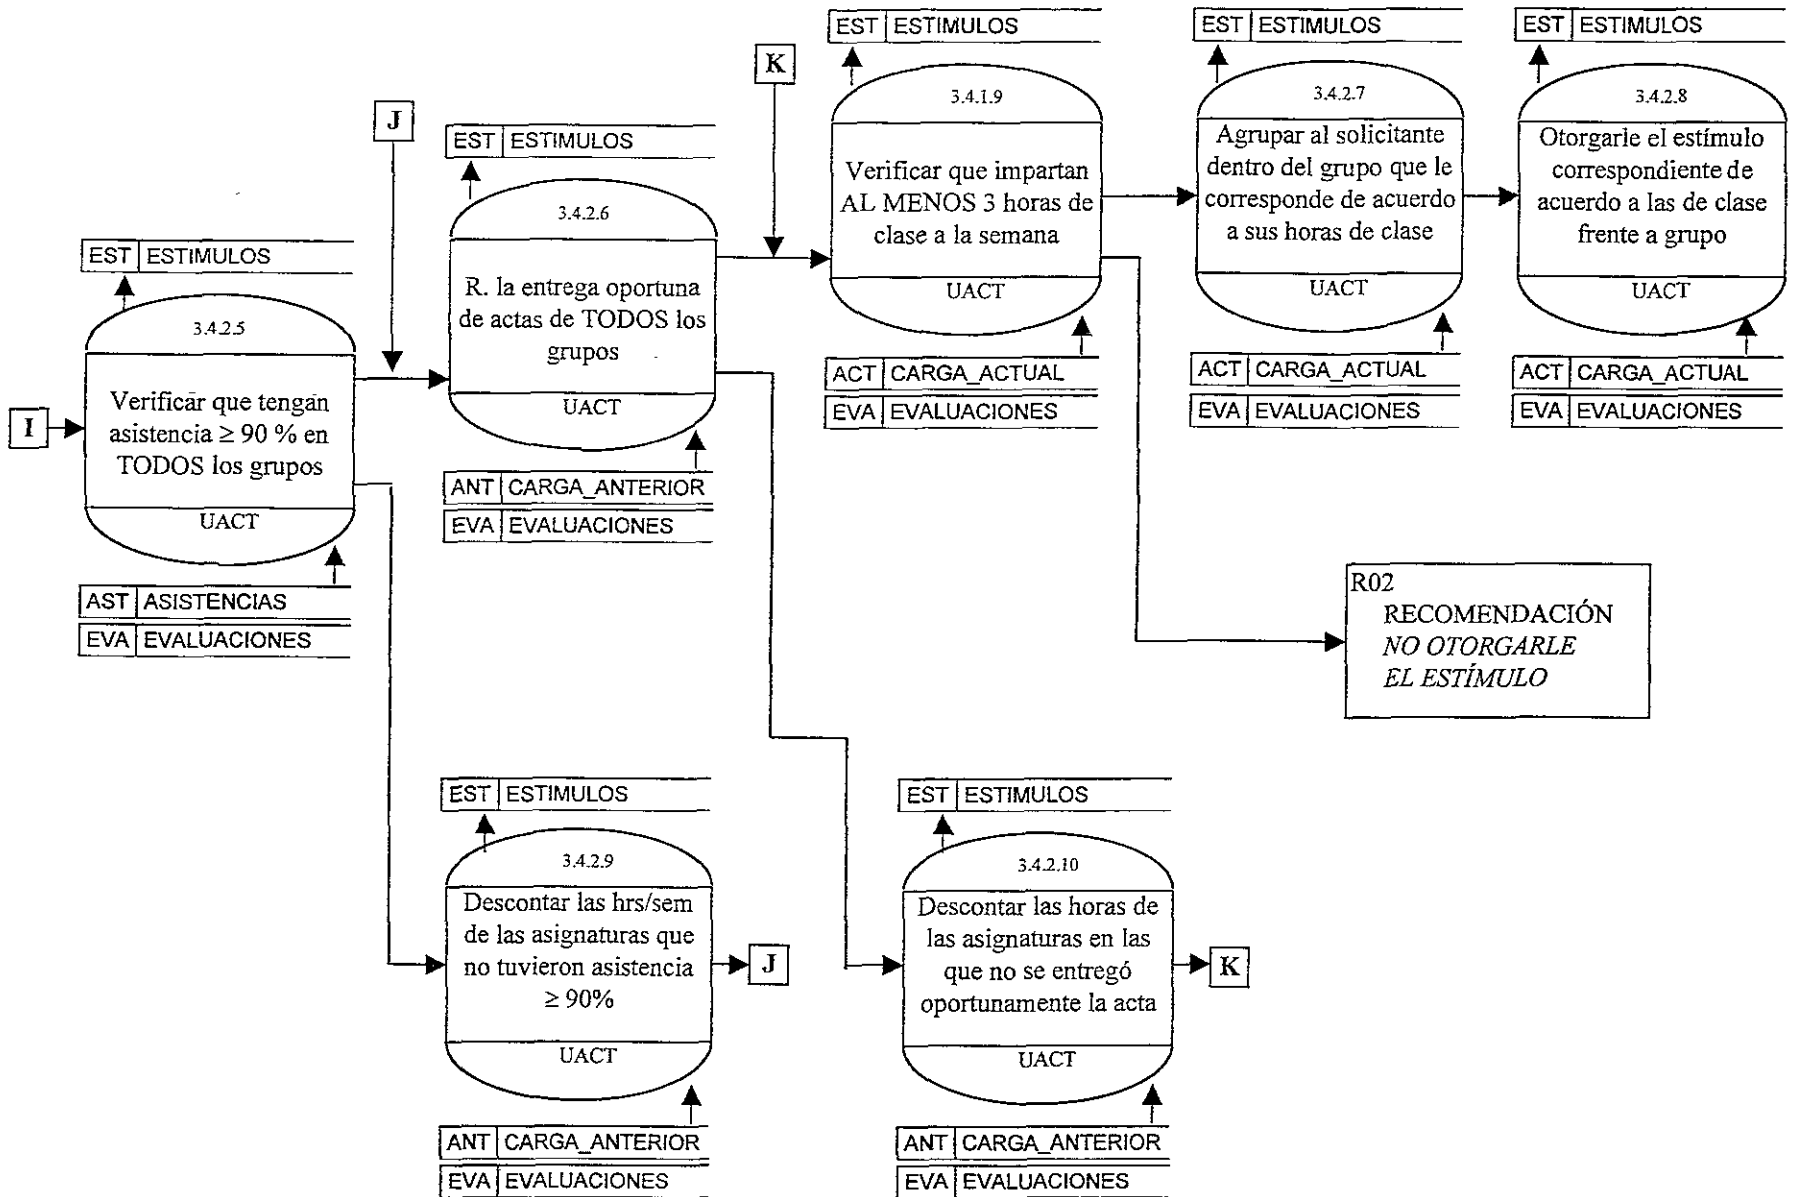 EST ESTIMULOS
3.4.2.5
Verificar que tengan
asistencia ≥ 90 % en
TODOS los grupos
UACT
AST ASISTENCIAS
EVA EVALUACIONES
I
J
EST ESTIMULOS
3.4.2.6
R. la entrega oportuna
de actas de TODOS los
grupos
UACT
ANT CARGA_ANTERIOR
EVA EVALUACIONES
K
EST ESTIMULOS
3.4.1.9
Verificar que impartan
AL MENOS 3 horas de
clase a la semana
UACT
ACT CARGA_ACTUAL
EVA EVALUACIONES
EST ESTIMULOS
3.4.2.7
Agrupar al solicitante
dentro del grupo que le
corresponde de acuerdo
a sus horas de clase
UACT
ACT CARGA_ACTUAL
EVA EVALUACIONES
EST ESTIMULOS
3.4.2.8
Otorgarle el estímulo
correspondiente de
acuerdo a las de clase
frente a grupo
UACT
ACT CARGA_ACTUAL
EVA EVALUACIONES
R02
RECOMENDACIÓN
NO OTORGARLE
EL ESTÍMULO
EST ESTIMULOS
3.4.2.9
Descontar las hrs/sem
de las asignaturas que
no tuvieron asistencia
≥ 90%
UACT
ANT CARGA_ANTERIOR
EVA EVALUACIONES
J
EST ESTIMULOS
3.4.2.10
Descontar las horas de
las asignaturas en las
que no se entregó
oportunamente la acta
UACT
ANT CARGA_ANTERIOR
EVA EVALUACIONES
K